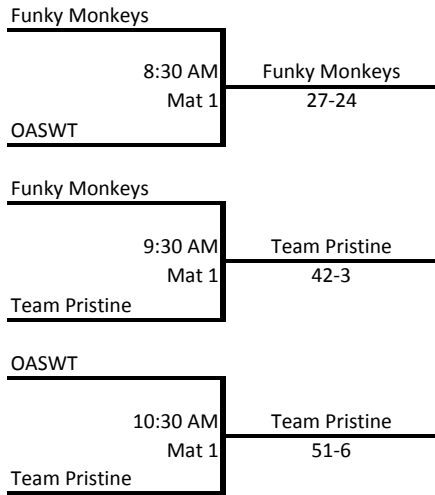 Funky Monkeys
8:30 AM Funky Monkeys
Mat 1 27-24
OASWT
Funky Monkeys
9:30 AM Team Pristine
Mat 1 42-3
Team Pristine
OASWT
10:30 AM Team Pristine
Mat 1 51-6
Team Pristine